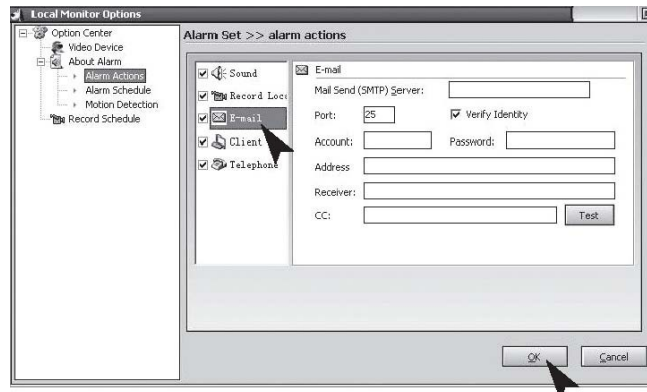 Local Monitor Options
Option Center
Video Device
About Alarm
Alarm Actions
Alarm Schedule
Motion Detection
Record Schedule
Alarm Set >> alarm actions
Sound
Record Loc
E-mail
Client
Telephone
E-mail
Mail Send (SMTP) Server:
Port: 25 Verify Identity
Account: Password:
Address
Receiver:
CC: Test
OK Cancel